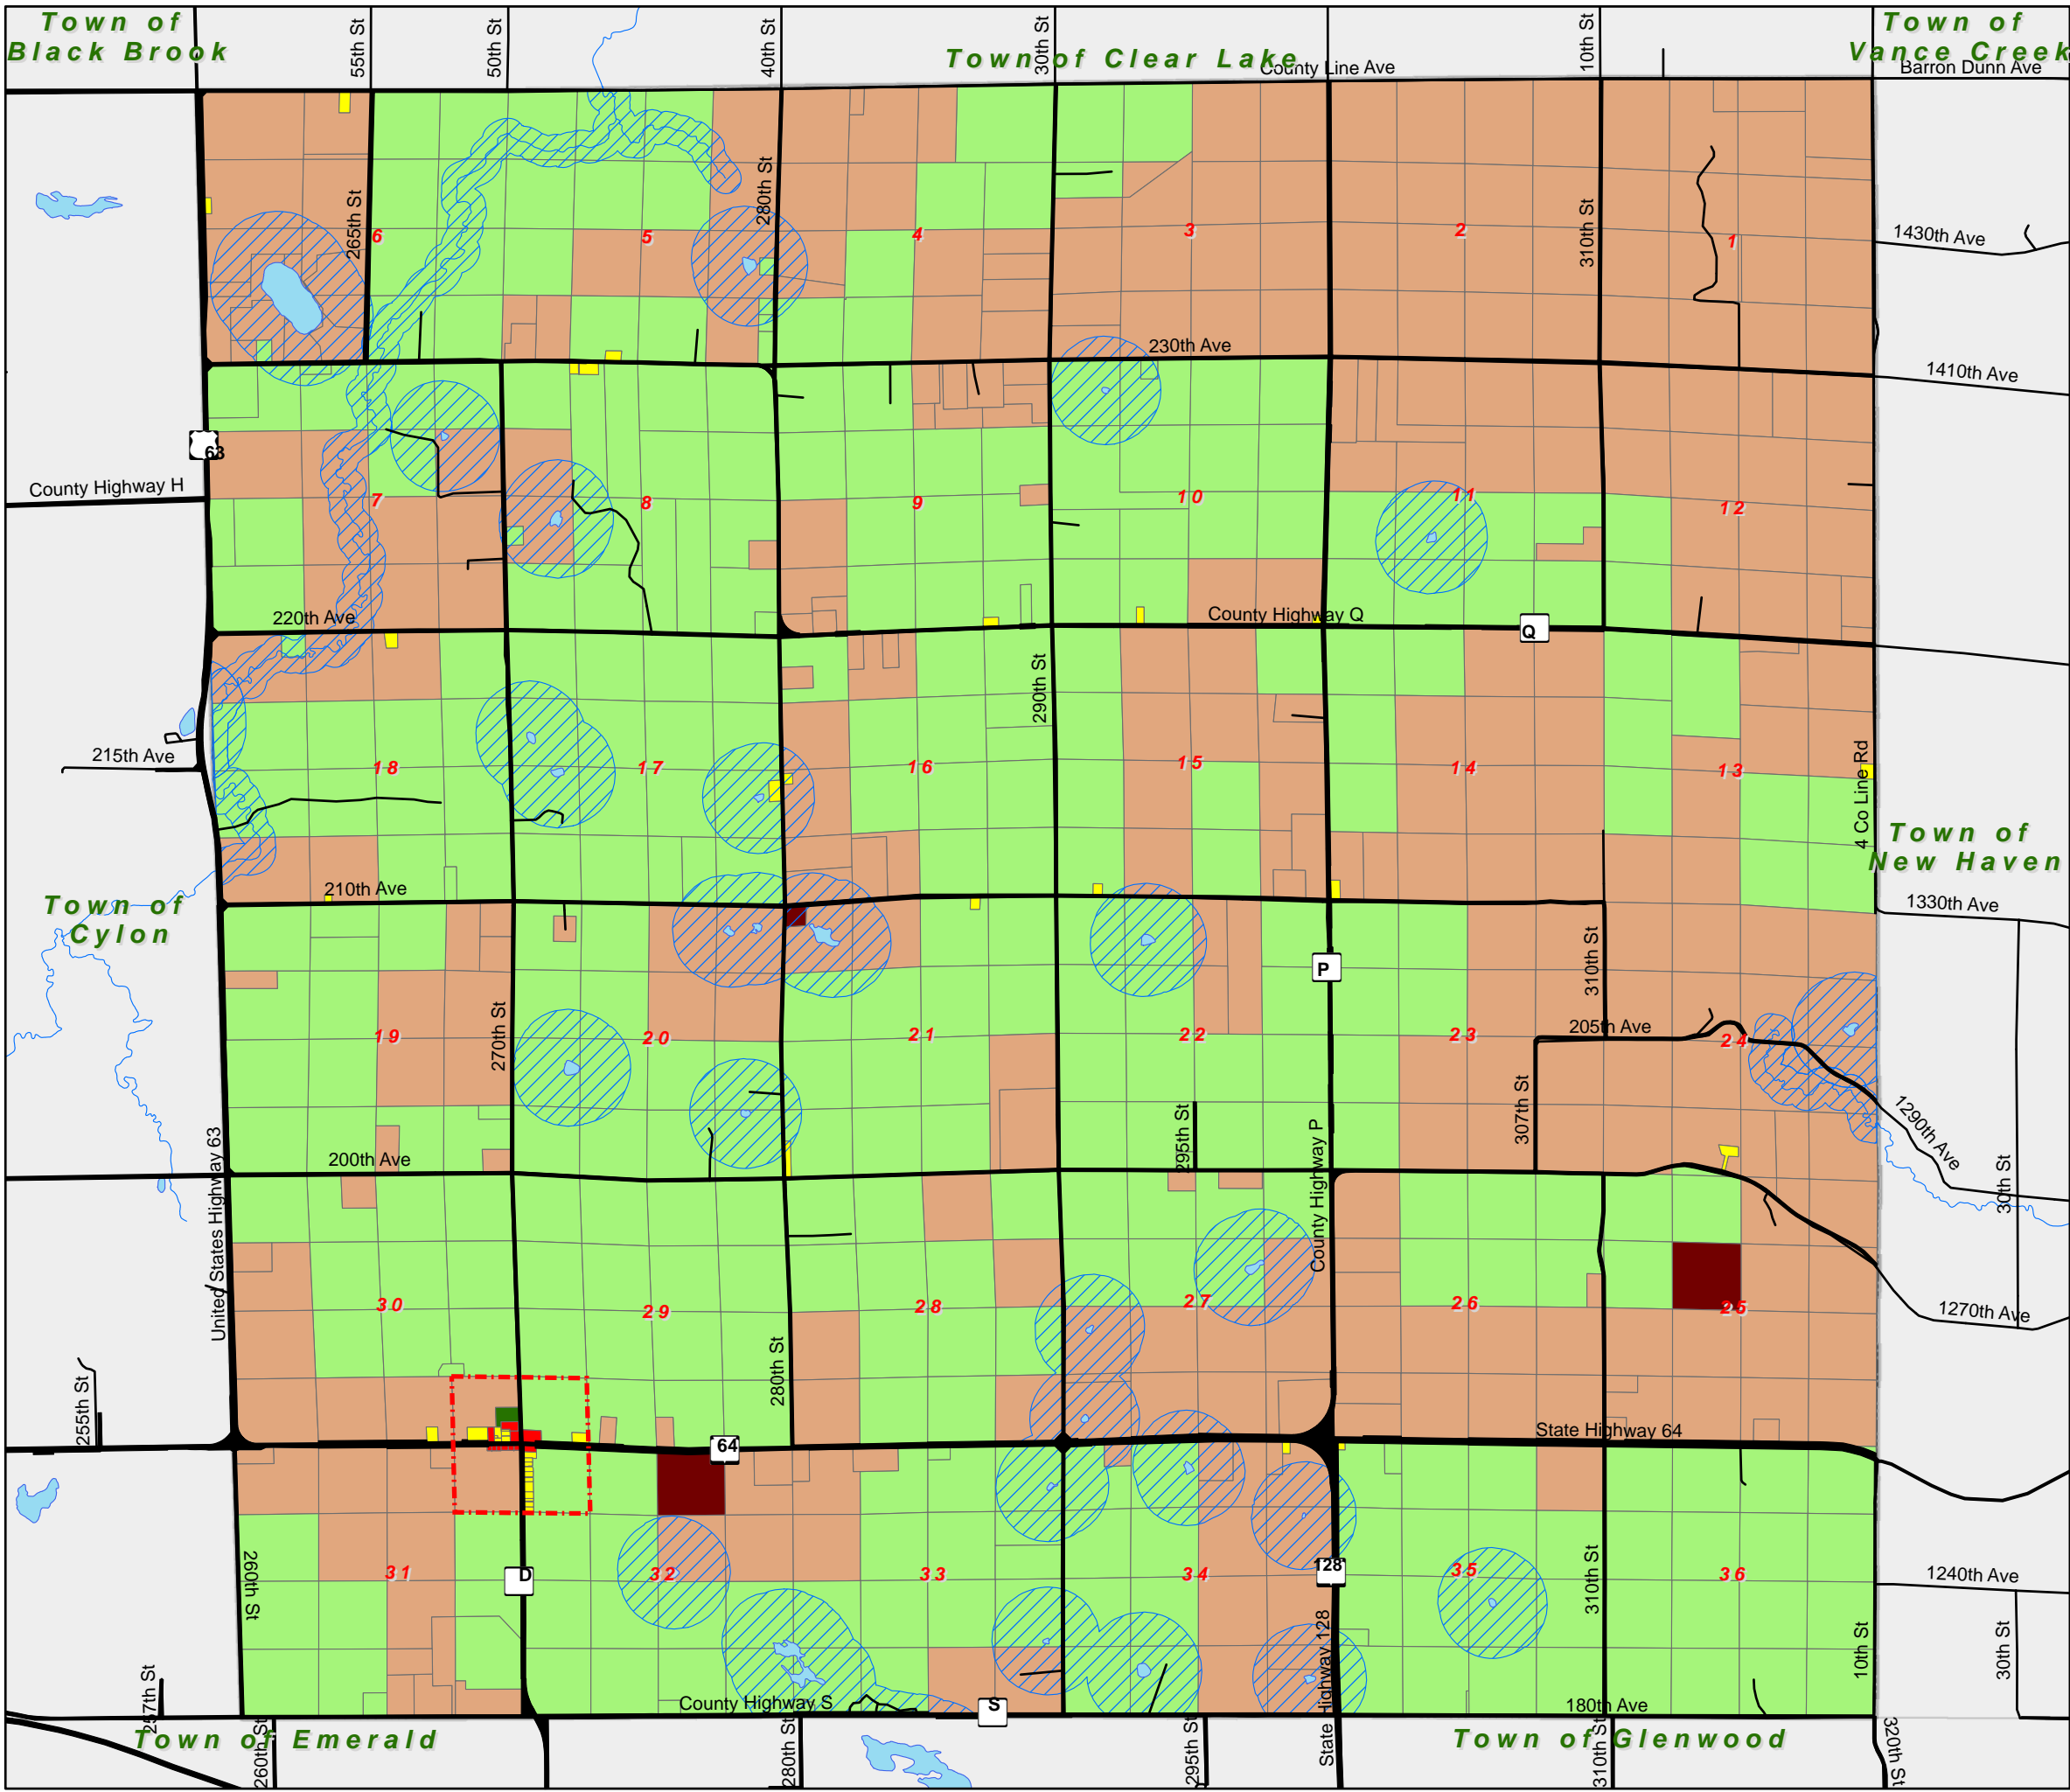 Town of
Black Brook
55th St
50th St
40th St
Town of Clear Lake
30th St
County Line Ave
10th St
Town of
Vance Creek
Barron Dunn Ave
265th St
280th St
310th St
6
5
4
3
2
1
1430th Ave
230th Ave
1410th Ave
63
County Highway H
7
8
9
10
11
12
220th Ave
County Highway Q
Q
290th St
215th Ave
18
17
16
15
14
13
4 Co Line Rd
Town of
New Haven
210th Ave
Town of
Cylon
1330th Ave
P
310th St
270th St
19
20
21
22
23
205th Ave
24
307th St
295th St
County Highway P
1290th Ave
200th Ave
30th St
United States Highway 63
30
29
28
27
26
25
1270th Ave
280th St
255th St
64
State Highway 64
260th St
31
D
32
33
34
128
35
310th St
36
1240th Ave
10th St
30th St
257th St
County Highway S
S
State Highway 128
180th Ave
Town of Emerald
Town of Glenwood
260th St
280th St
295th St
310th St
320th St